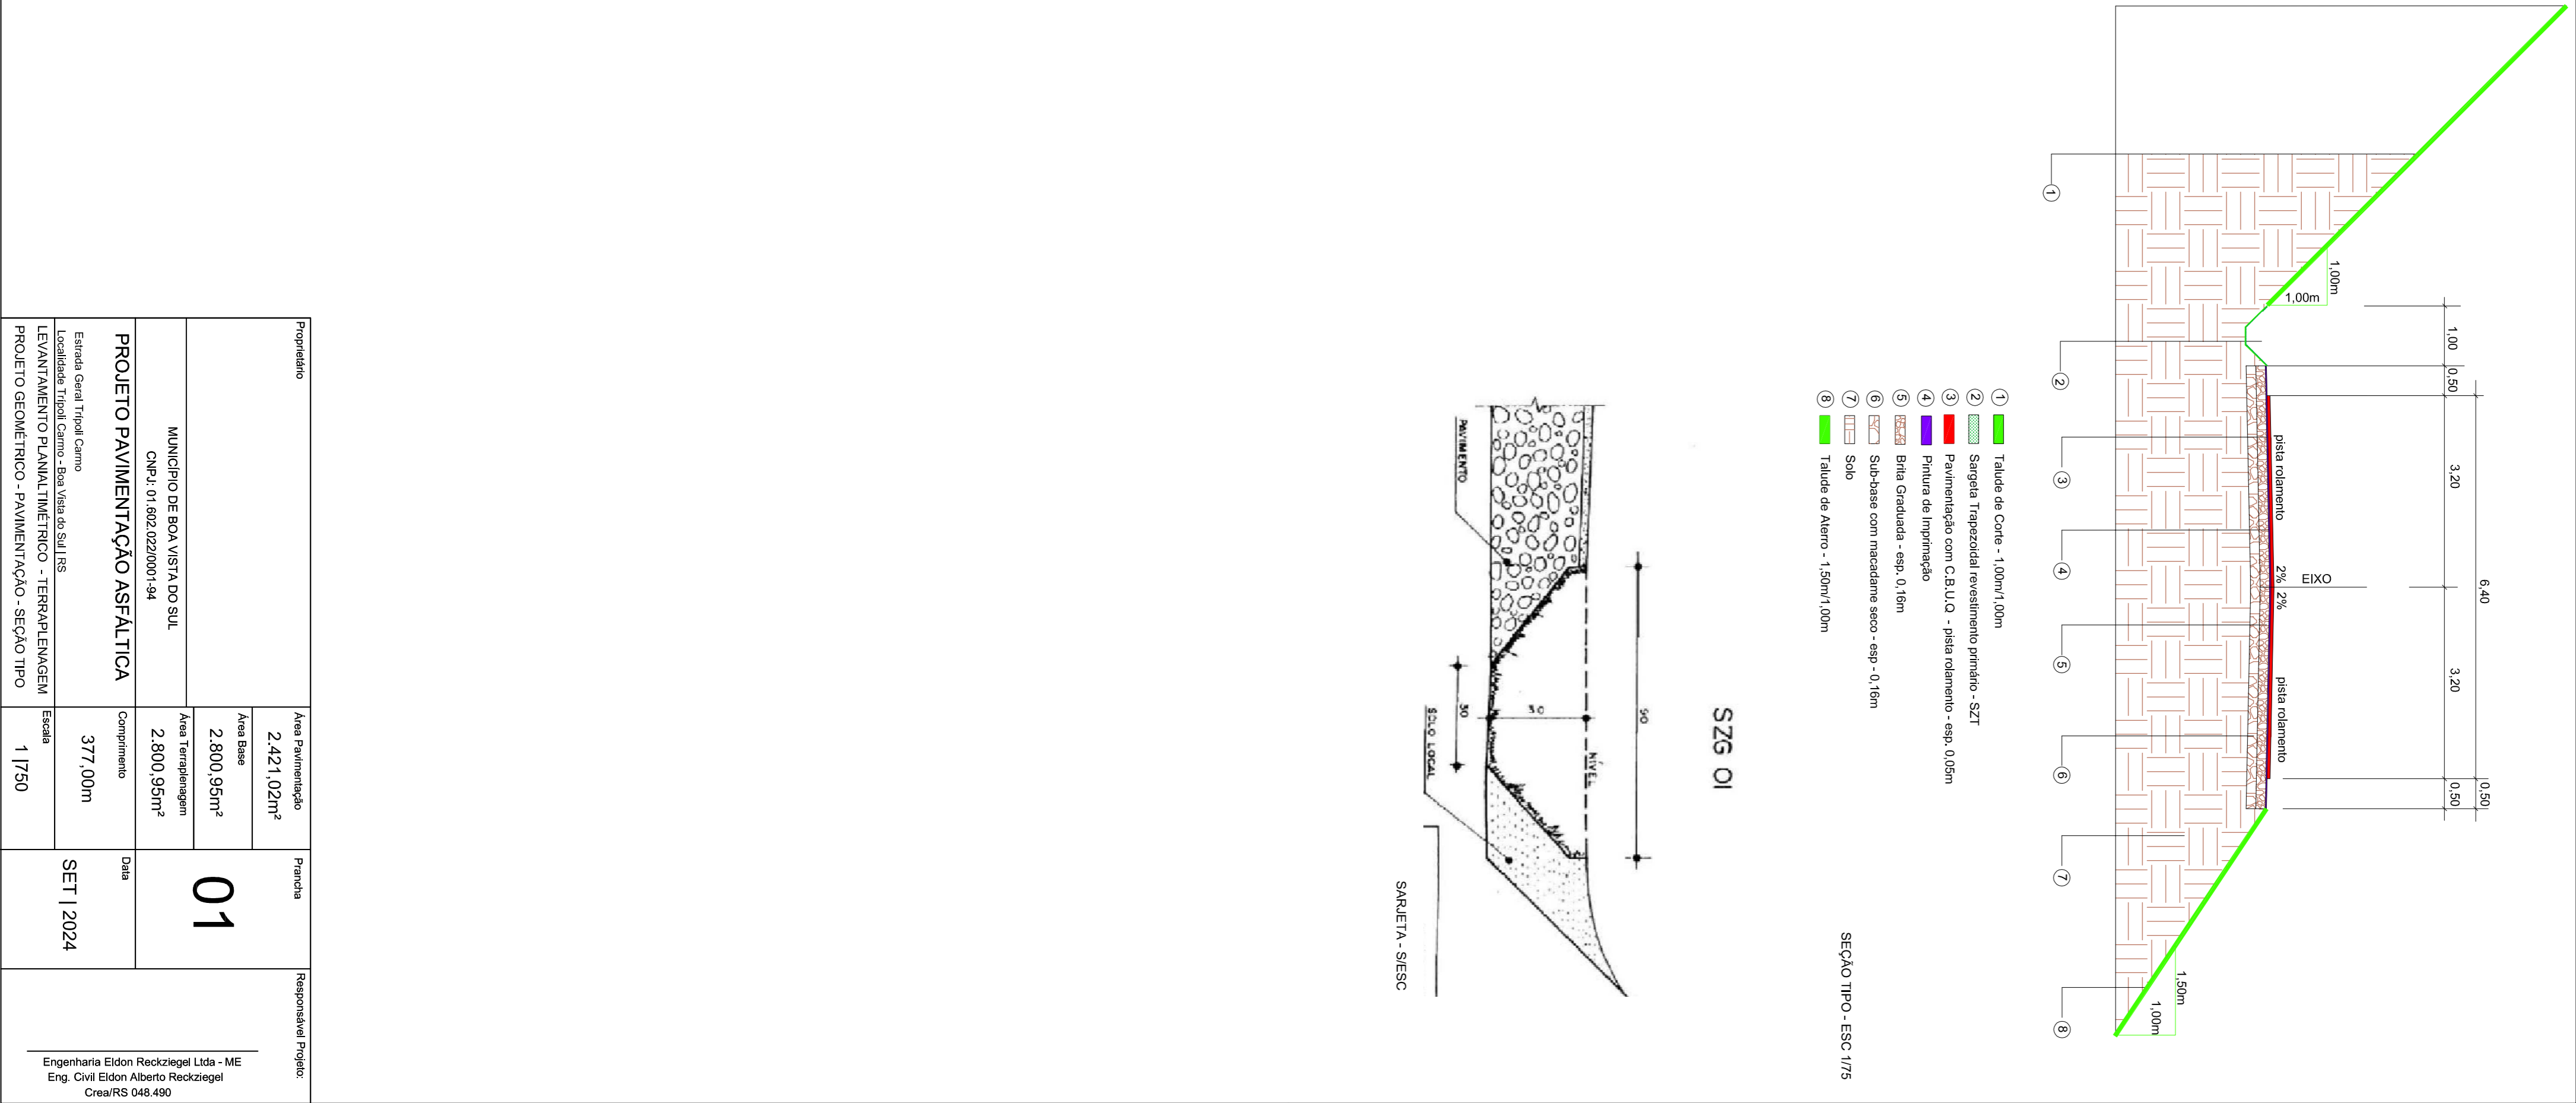 1,00m
1,00m
1,00
0,50
3,20
3,20
0,50
6,40
0,50
pista rolamento
2%
EIXO
2%
pista rolamento
1,50m
1,00m
1
2
3
4
5
6
7
8
1 Talude de Corte - 1,00m/1,00m
2 Sargeta Trapezoidal revestimento primário - SZT
3 Pavimentação com C.B.U.Q - pista rolamento - esp. 0,05m
4 Pintura de Imprimação
5 Brita Graduada - esp. 0,16m
6 Sub-base com macadame seco - esp - 0,16m
7 Solo
8 Talude de Aterro - 1,50m/1,00m
SEÇÃO TIPO - ESC 1/75
SZG 01
90
NÍVEL
30
30
PAVIMENTO
SOLO LOCAL
SARJETA - S/ESC
Proprietário
MUNICÍPIO DE BOA VISTA DO SUL
CNPJ: 01.602.022/0001-94
PROJETO PAVIMENTAÇÃO ASFÁLTICA
Estrada Geral Trípoli Carmo
Localidade Trípoli Carmo - Boa Vista do Sul | RS
LEVANTAMENTO PLANIALTIMÉTRICO - TERRAPLENAGEM
PROJETO GEOMÉTRICO - PAVIMENTAÇÃO - SEÇÃO TIPO
Área Pavimentação
2.421,02m²
Área Base
2.800,95m²
Área Terraplenagem
2.800,95m²
Comprimento
377,00m
Escala
1 |750
Prancha
01
Data
SET | 2024
Responsável Projeto:
Engenharia Eldon Reckziegel Ltda - ME
Eng. Civil Eldon Alberto Reckziegel
Crea/RS 048.490